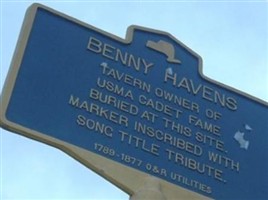 BENNY HAVENS
TAVERN OWNER OF
USMA CADET FAME
BURIED AT THIS SITE.
MARKER INSCRIBED WITH
SONG TITLE TRIBUTE.
1789-1877 O & R UTILITIES